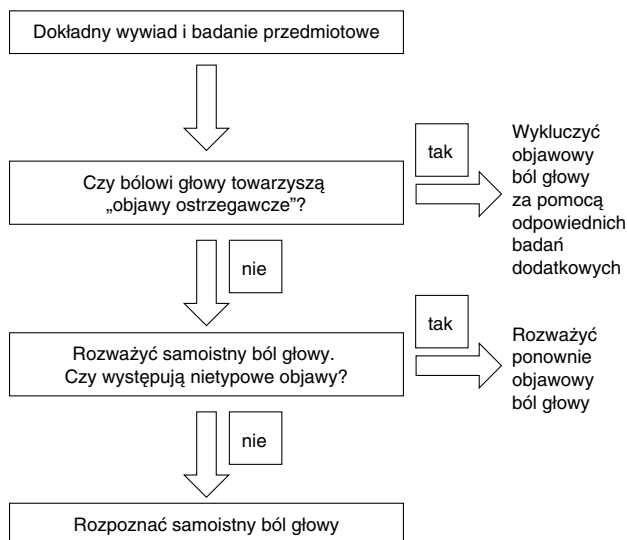 Dokładny wywiad i badanie przedmiotowe
Czy bólowi głowy towarzyszą
„objawy ostrzegawcze”?
tak
Wykluczyć
objawowy
ból głowy
za pomocą
odpowiednich
badań
dodatkowych
nie
Rozważyć samoistny ból głowy.
Czy występują nietypowe objawy?
tak
Rozważyć
ponownie
objawowy
ból głowy
nie
Rozpoznać samoistny ból głowy